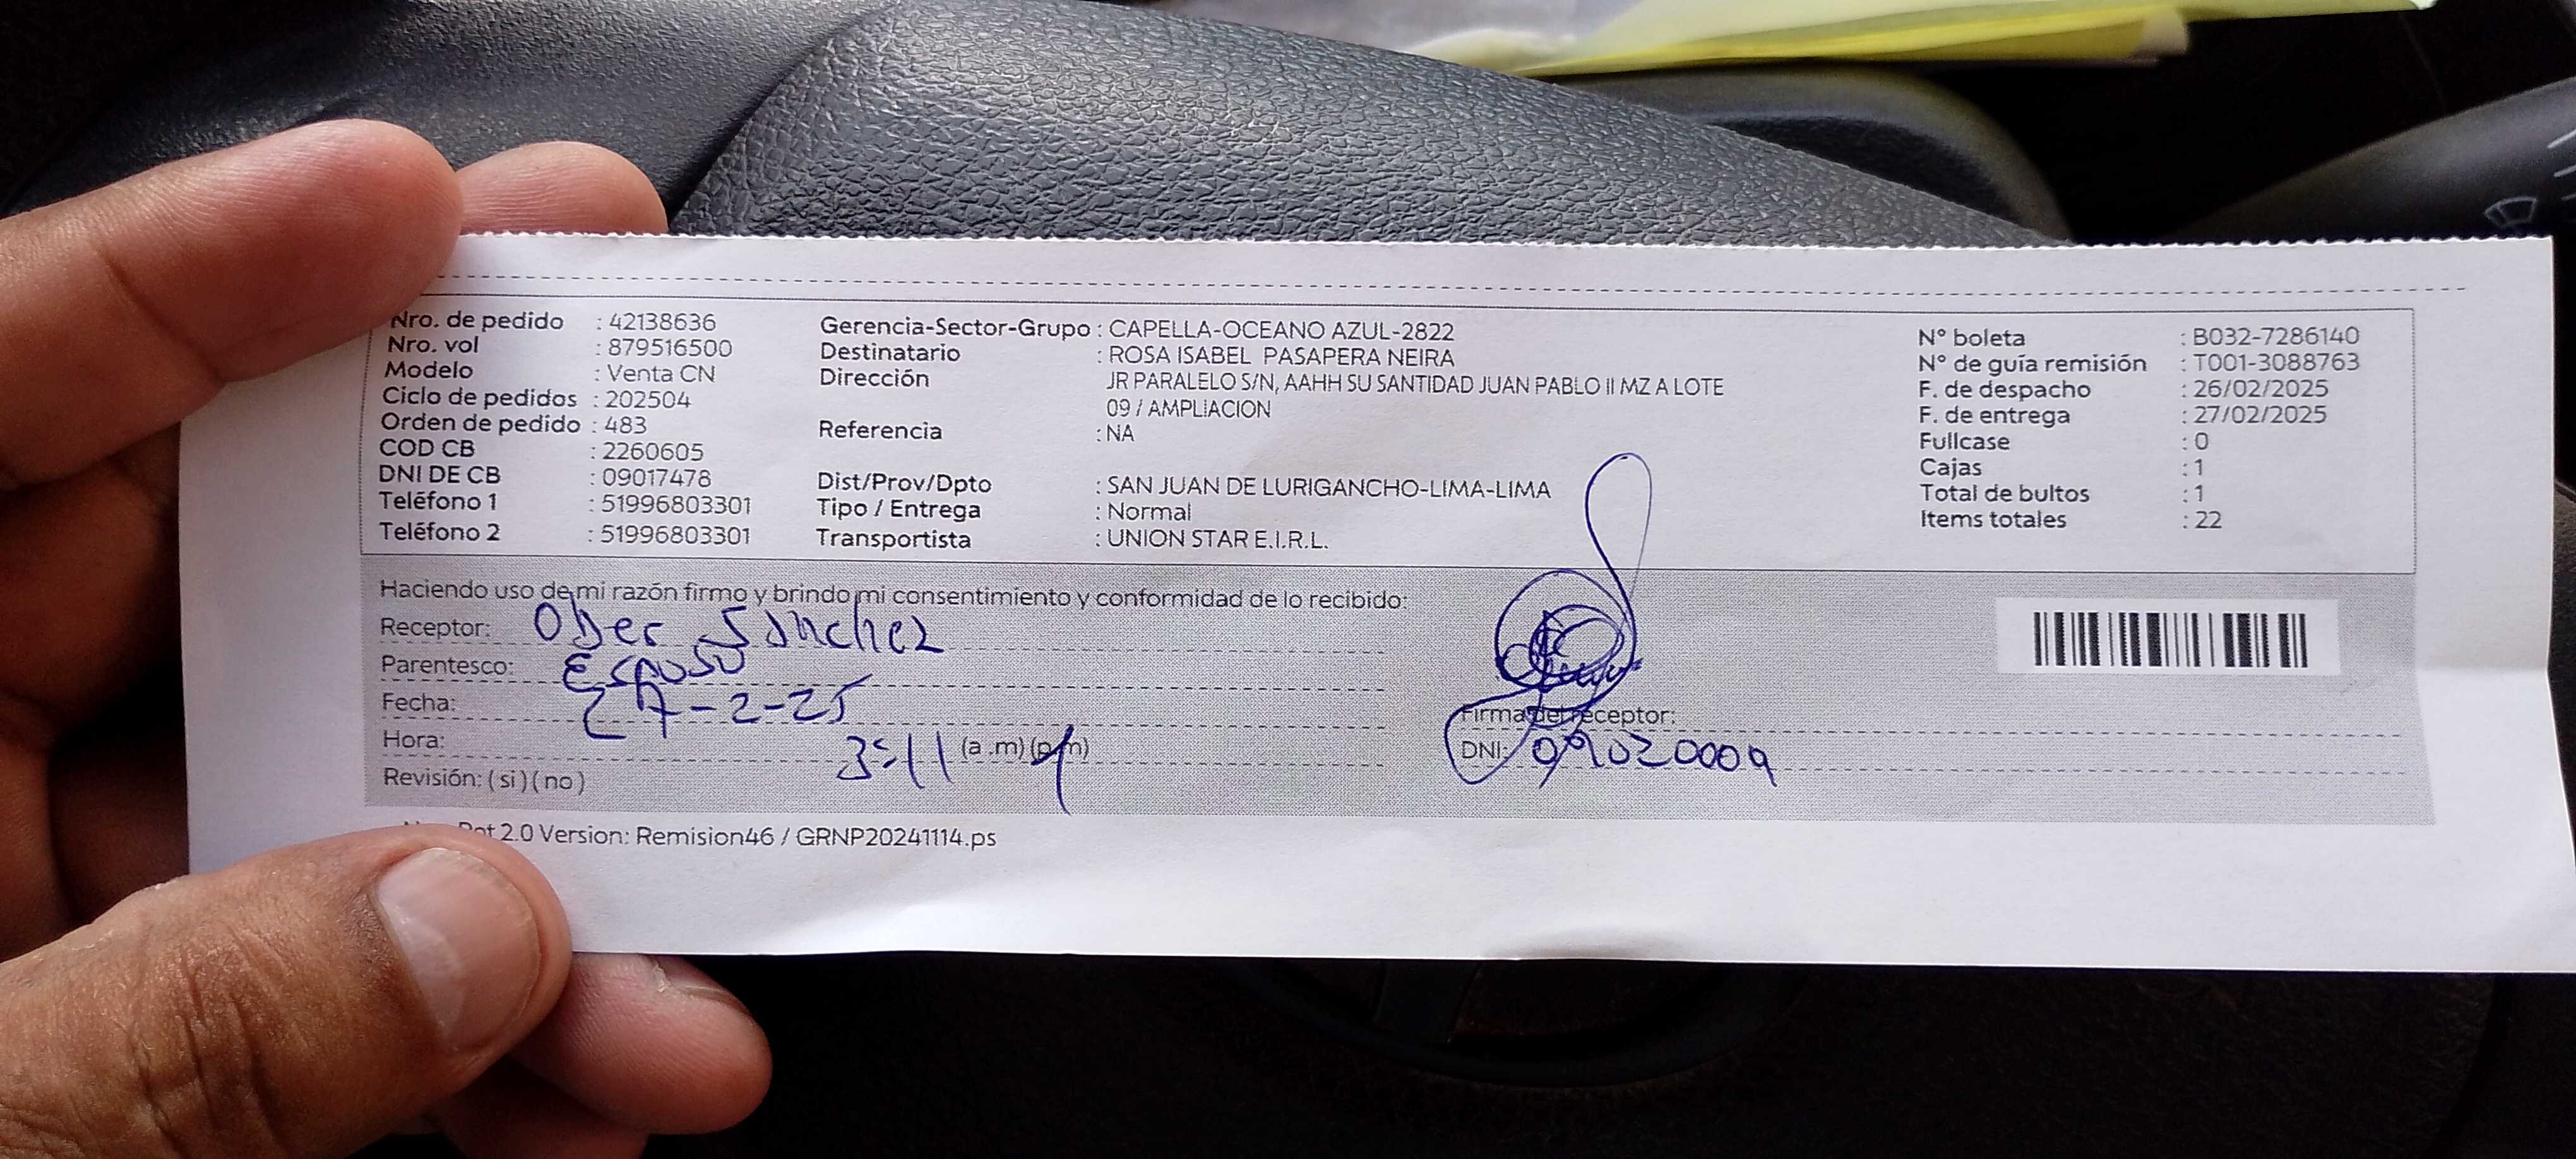 Nro. de pedido : 42138636
Nro. vol : 879516500
Modelo : Venta CN
Ciclo de pedidos : 202504
Orden de pedido : 483
COD CB : 2260605
DNI DE CB : 09017478
Teléfono 1 : 51996803301
Teléfono 2 : 51996803301
Gerencia-Sector-Grupo : CAPELLA-OCEANO AZUL-2822
Destinatario : ROSA ISABEL PASAPERA NEIRA
Dirección JR PARALELO S/N, AAHH SU SANTIDAD JUAN PABLO II MZ A LOTE
09 / AMPLIACION
Referencia : NA
Dist/Prov/Dpto : SAN JUAN DE LURIGANCHO-LIMA-LIMA
Tipo / Entrega : Normal
Transportista : UNION STAR E.I.R.L.
N° boleta : B032-7286140
N° de guía remisión : T001-3088763
F. de despacho : 26/02/2025
F. de entrega : 27/02/2025
Fullcase : 0
Cajas : 1
Total de bultos : 1
Items totales : 22
Haciendo uso de mi razón firmo y brindo mi consentimiento y conformidad de lo recibido:
Receptor: Ober Sánchez
Parentesco: Esposo
Fecha: 27-2-25
Hora: 3:11 (a .m) (p.m)
Revisión: ( si ) ( no )
Firma del receptor:
DNI: 09020009
2.0 Version: Remision46 / GRNP20241114.ps